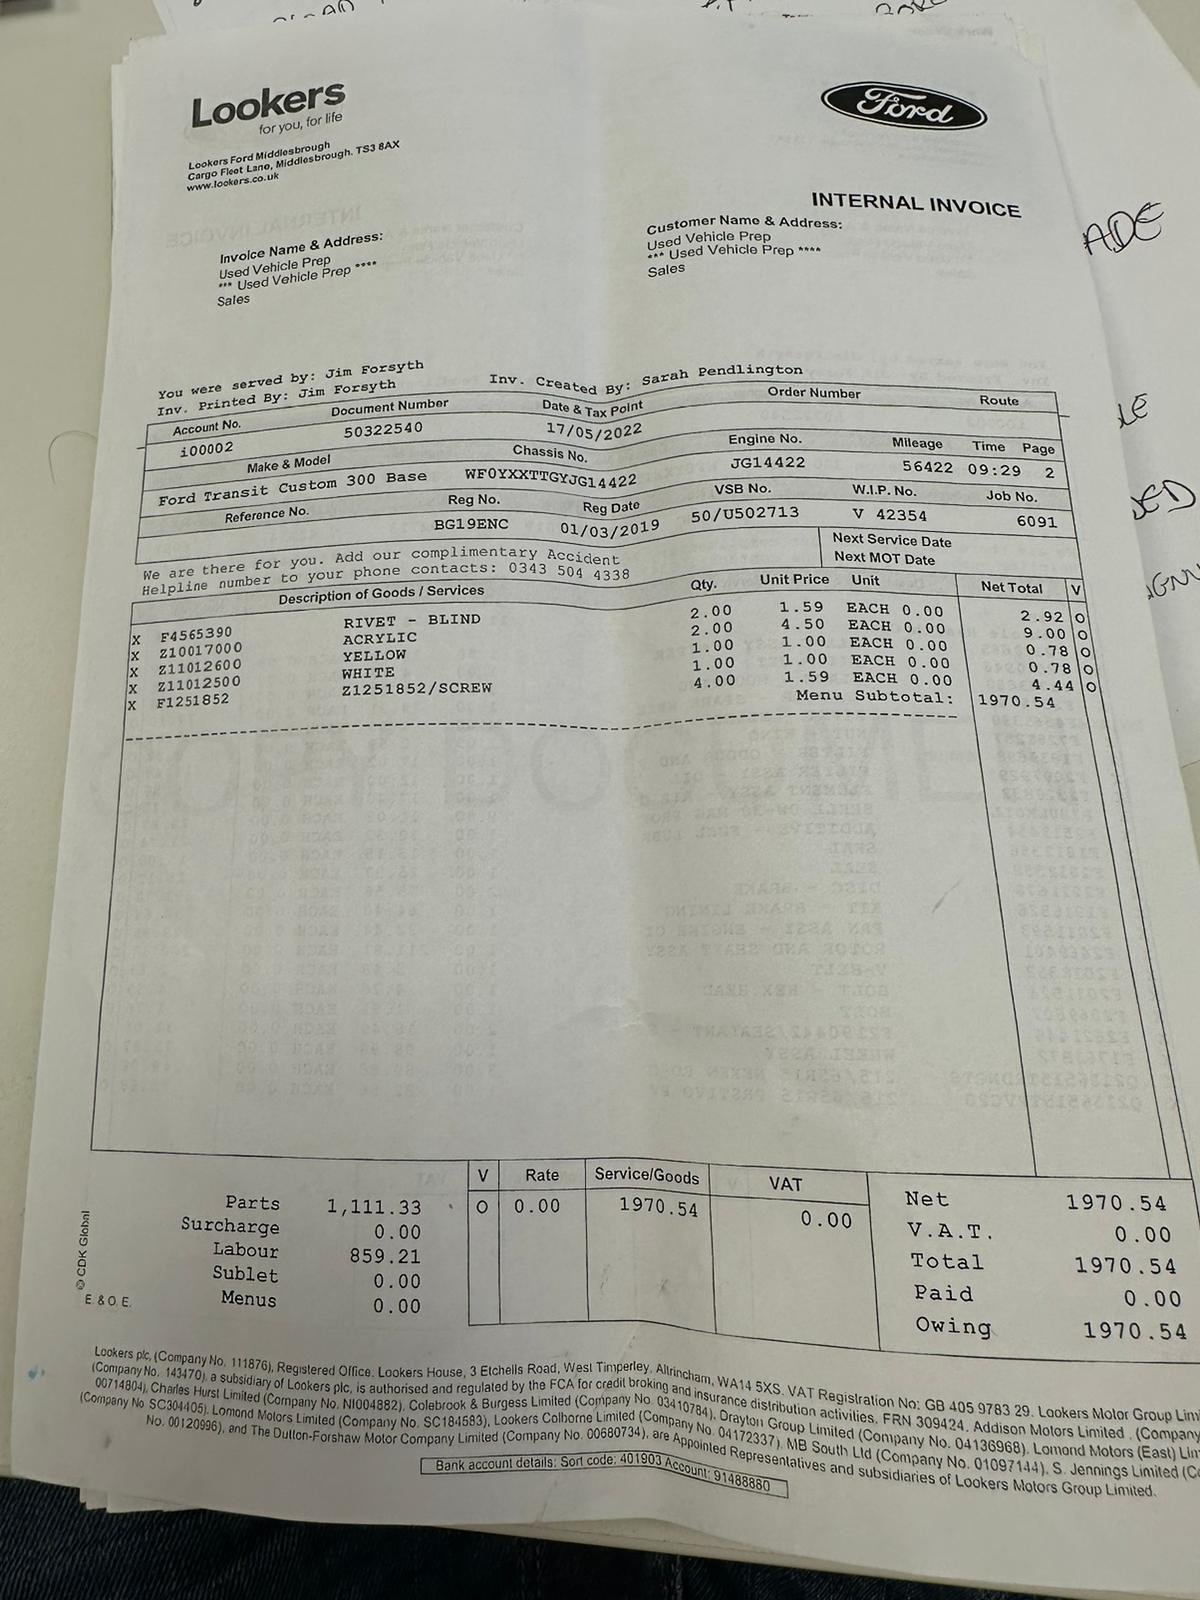 Lookers
for you, for life
Lookers Ford Middlesbrough
Cargo Fleet Lane, Middlesbrough. TS3 8AX
www.lookers.co.uk
Ford
INTERNAL INVOICE
Invoice Name & Address:
Used Vehicle Prep
*** Used Vehicle Prep ****
Sales
Customer Name & Address:
Used Vehicle Prep
*** Used Vehicle Prep ****
Sales
ADE
You were served by: Jim Forsyth
Inv. Printed By: Jim Forsyth Inv. Created By: Sarah Pendlington
Account No. Document Number Date & Tax Point Order Number Route
i00002 50322540 17/05/2022
Make & Model Chassis No. Engine No. Mileage Time Page
Ford Transit Custom 300 Base WF0YXXTTGYJG14422 JG14422 56422 09:29 2
Reference No. Reg No. Reg Date VSB No. W.I.P. No. Job No.
BG19ENC 01/03/2019 50/U502713 V 42354 6091
We are there for you. Add our complimentary Accident
Helpline number to your phone contacts: 0343 504 4338
Next Service Date
Next MOT Date
Description of Goods / Services Qty. Unit Price Unit Net Total V
X F4565390 RIVET - BLIND 2.00 1.59 EACH 0.00 2.92 O
X Z10017000 ACRYLIC 2.00 4.50 EACH 0.00 9.00 O
X Z11012600 YELLOW 1.00 1.00 EACH 0.00 0.78 O
X Z11012500 WHITE 1.00 1.00 EACH 0.00 0.78 O
X F1251852 Z1251852/SCREW 4.00 1.59 EACH 0.00 4.44 O
Menu Subtotal: 1970.54
Parts 1,111.33
Surcharge 0.00
Labour 859.21
Sublet 0.00
Menus 0.00
V Rate Service/Goods VAT
O 0.00 1970.54 0.00
Net 1970.54
V.A.T. 0.00
Total 1970.54
Paid 0.00
Owing 1970.54
© CDK Global
E. & O. E.
Lookers plc, (Company No. 111876), Registered Office: Lookers House, 3 Etchells Road, West Timperley, Altrincham, WA14 5XS. VAT Registration No: GB 405 9783 29. Lookers Motor Group Limi
(Company No. 143470), a subsidiary of Lookers plc, is authorised and regulated by the FCA for credit broking and insurance distribution activities, FRN 309424. Addison Motors Limited , (Company
00714804), Charles Hurst Limited (Company No. NI004882), Colebrook & Burgess Limited (Company No. 03410784), Drayton Group Limited (Company No. 04136968). Lomond Motors (East) Lim
(Company No SC304405), Lomond Motors Limited (Company No. SC184583), Lookers Colborne Limited (Company No. 04172337), MB South Ltd (Company No. 01097144), S. Jennings Limited (Co
No. 00120996), and The Dutton-Forshaw Motor Company Limited (Company No. 00680734), are Appointed Representatives and subsidiaries of Lookers Motors Group Limited.
Bank account details: Sort code: 401903 Account: 91488880